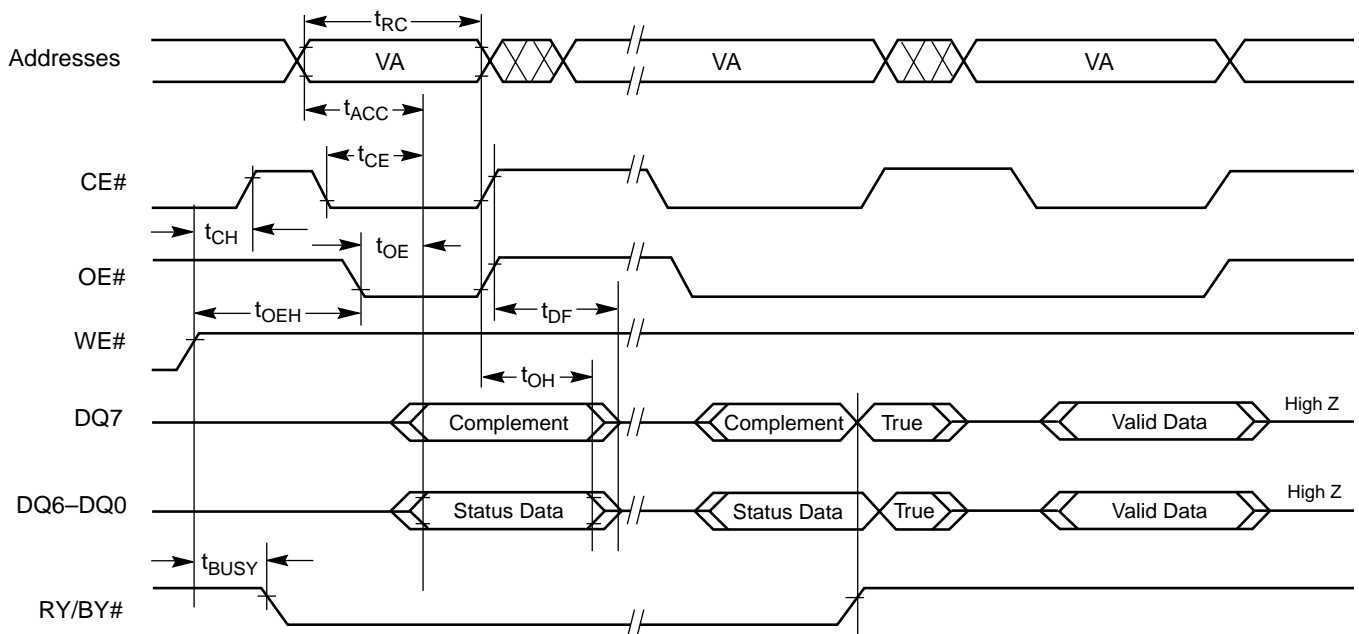 tRC
Addresses VA VA VA
tACC
tCE
CE#
tCH tOE
OE#
tOEH tDF
WE#
tOH
DQ7 Complement Complement True Valid Data High Z
DQ6–DQ0 Status Data Status Data True Valid Data High Z
tBUSY
RY/BY#